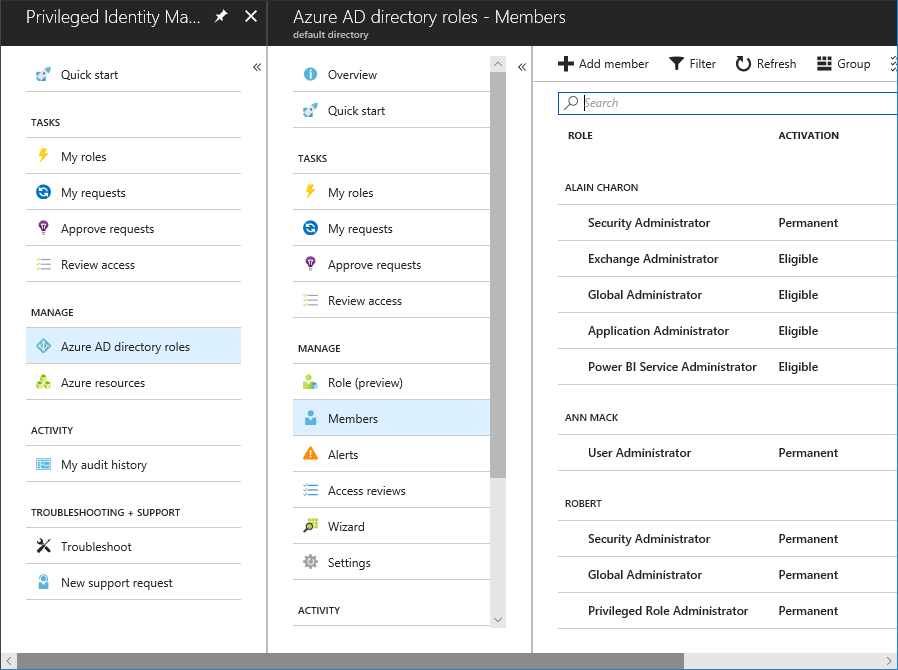 Privileged Identity Ma...
Azure AD directory roles - Members
default directory
Quick start
TASKS
My roles
My requests
Approve requests
Review access
MANAGE
Azure AD directory roles
Azure resources
ACTIVITY
My audit history
TROUBLESHOOTING + SUPPORT
Troubleshoot
New support request
Overview
Quick start
TASKS
My roles
My requests
Approve requests
Review access
MANAGE
Role (preview)
Members
Alerts
Access reviews
Wizard
Settings
ACTIVITY
Add member Filter Refresh Group
Search
ROLE ACTIVATION
ALAIN CHARON
Security Administrator Permanent
Exchange Administrator Eligible
Global Administrator Eligible
Application Administrator Eligible
Power BI Service Administrator Eligible
ANN MACK
User Administrator Permanent
ROBERT
Security Administrator Permanent
Global Administrator Permanent
Privileged Role Administrator Permanent